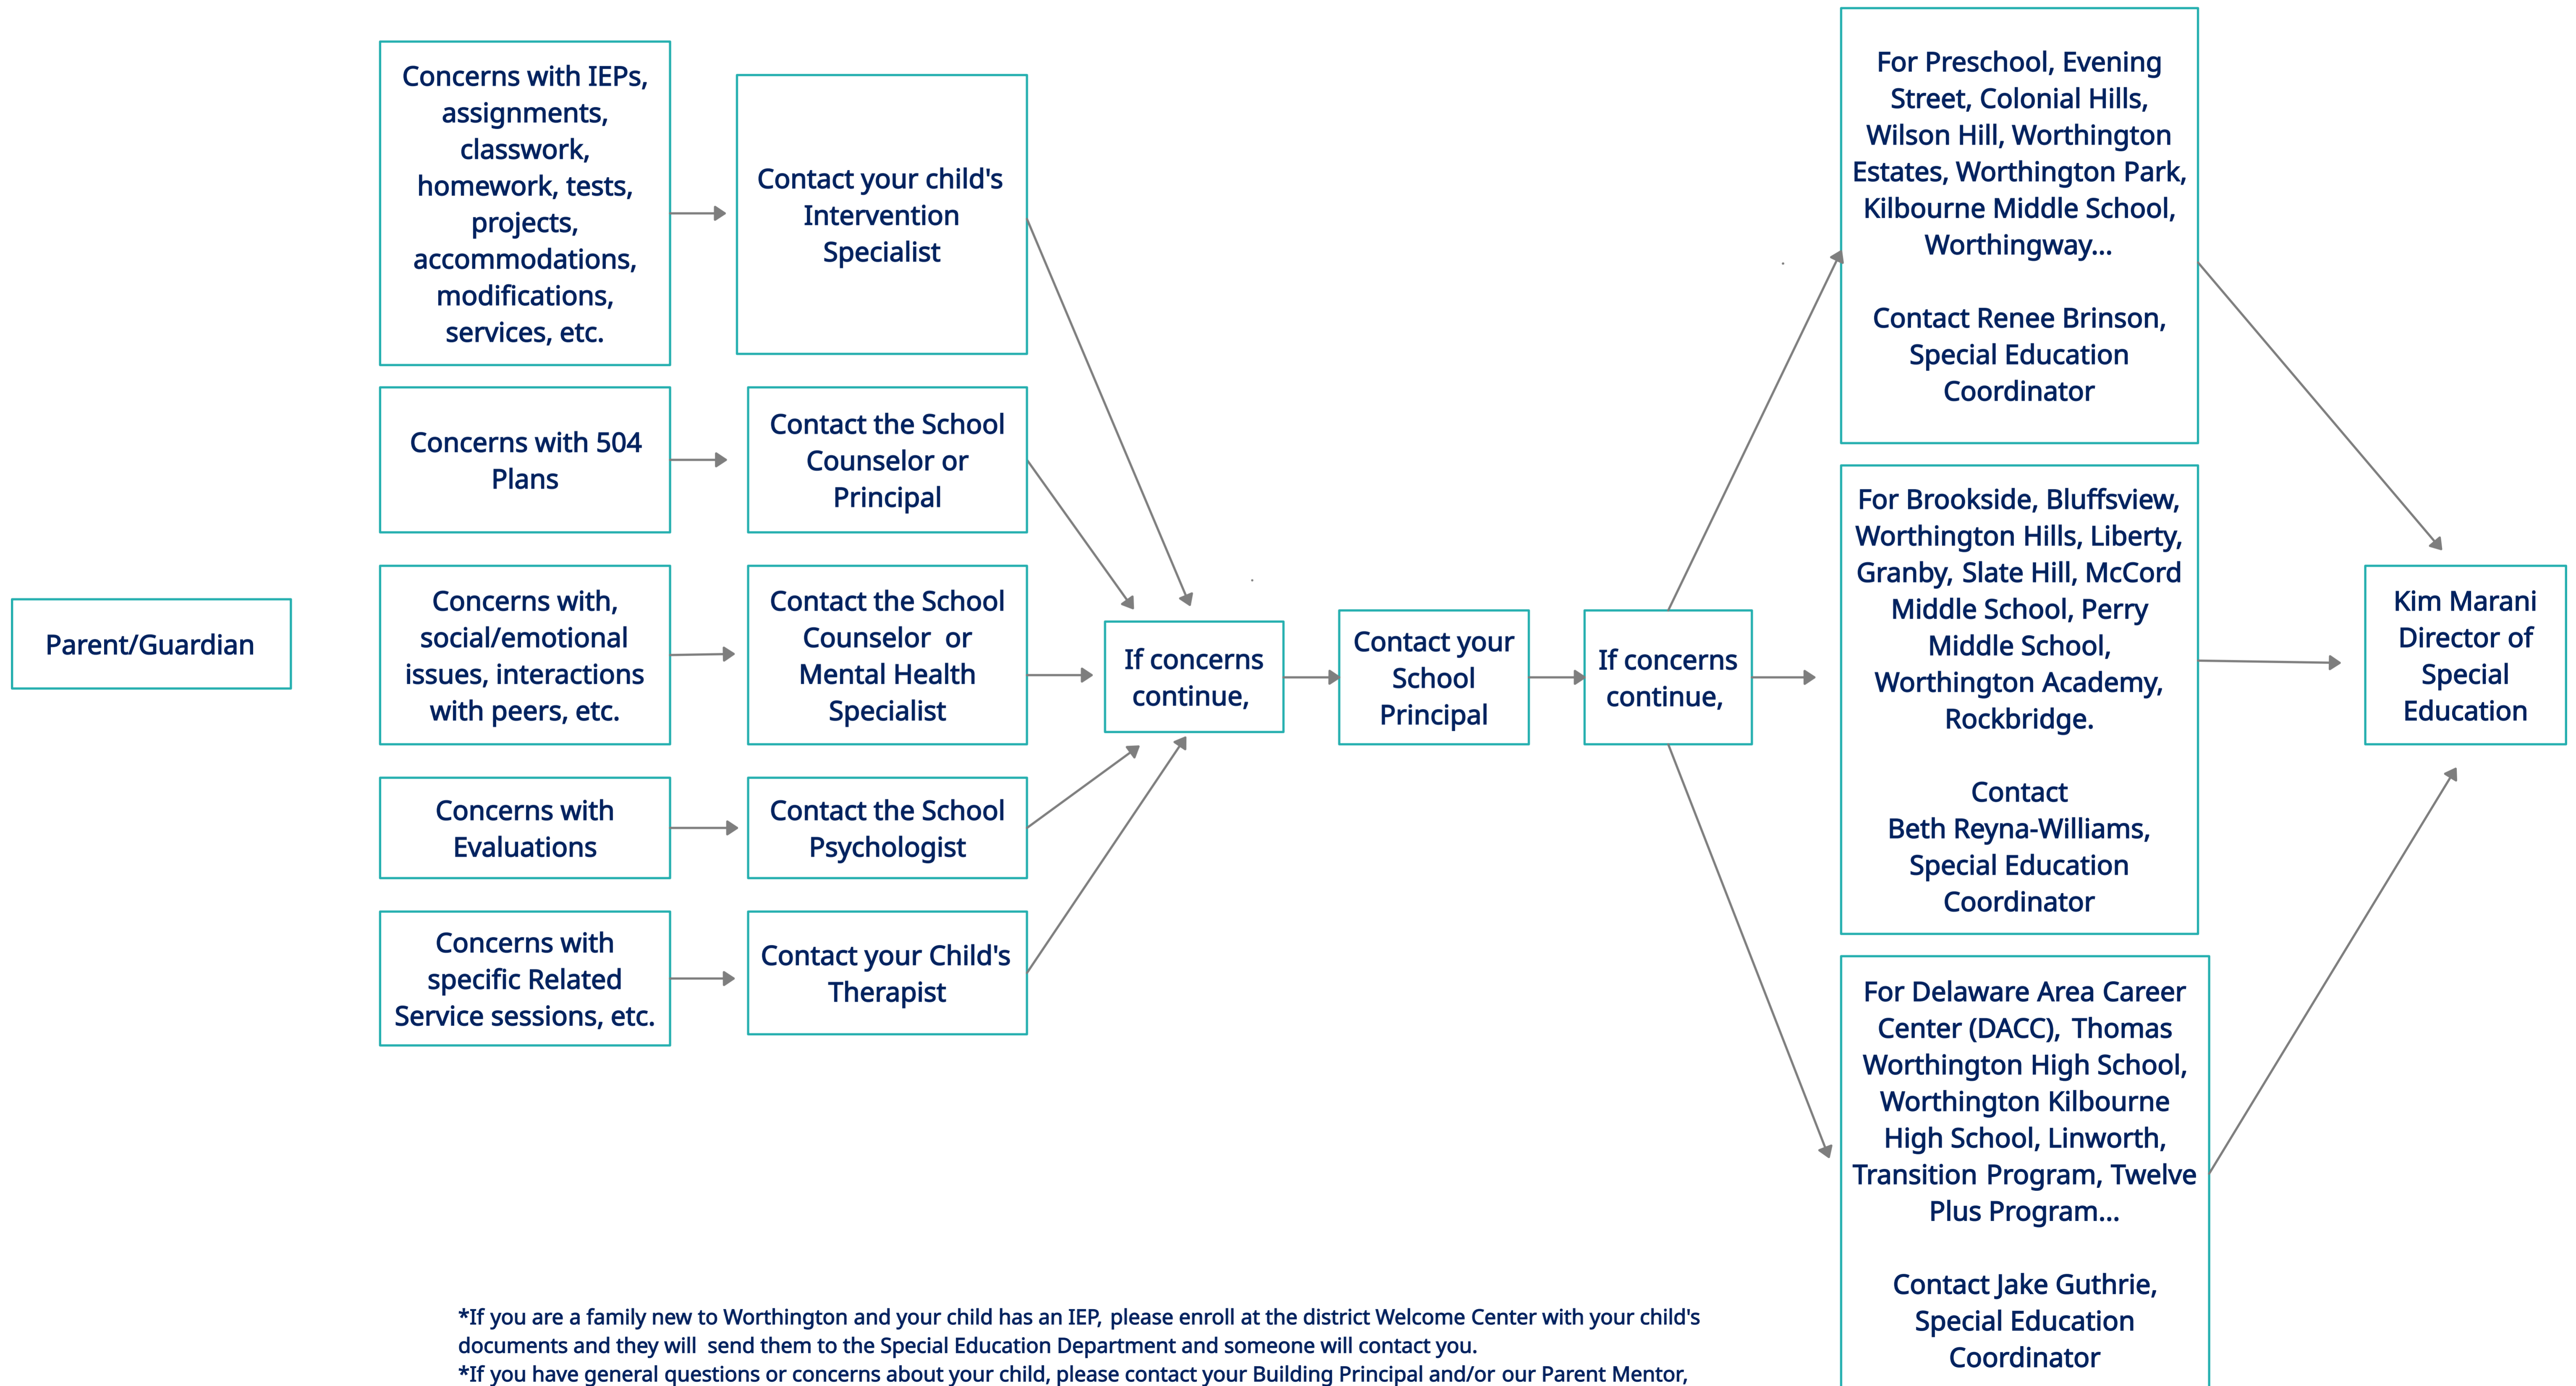 Parent/Guardian
Concerns with IEPs,
assignments,
classwork,
homework, tests,
projects,
accommodations,
modifications,
services, etc.
Contact your child's
Intervention
Specialist
Concerns with 504
Plans
Contact the School
Counselor or
Principal
Concerns with,
social/emotional
issues, interactions
with peers, etc.
Contact the School
Counselor or
Mental Health
Specialist
Concerns with
Evaluations
Contact the School
Psychologist
Concerns with
specific Related
Service sessions, etc.
Contact your Child's
Therapist
If concerns
continue,
Contact your
School
Principal
If concerns
continue,
For Preschool, Evening
Street, Colonial Hills,
Wilson Hill, Worthington
Estates, Worthington Park,
Kilbourne Middle School,
Worthingway...
Contact Renee Brinson,
Special Education
Coordinator
For Brookside, Bluffsview,
Worthington Hills, Liberty,
Granby, Slate Hill, McCord
Middle School, Perry
Middle School,
Worthington Academy,
Rockbridge.
Contact
Beth Reyna-Williams,
Special Education
Coordinator
For Delaware Area Career
Center (DACC), Thomas
Worthington High School,
Worthington Kilbourne
High School, Linworth,
Transition Program, Twelve
Plus Program...
Contact Jake Guthrie,
Special Education
Coordinator
Kim Marani
Director of
Special
Education
*If you are a family new to Worthington and your child has an IEP, please enroll at the district Welcome Center with your child's
documents and they will send them to the Special Education Department and someone will contact you.
*If you have general questions or concerns about your child, please contact your Building Principal and/or our Parent Mentor,